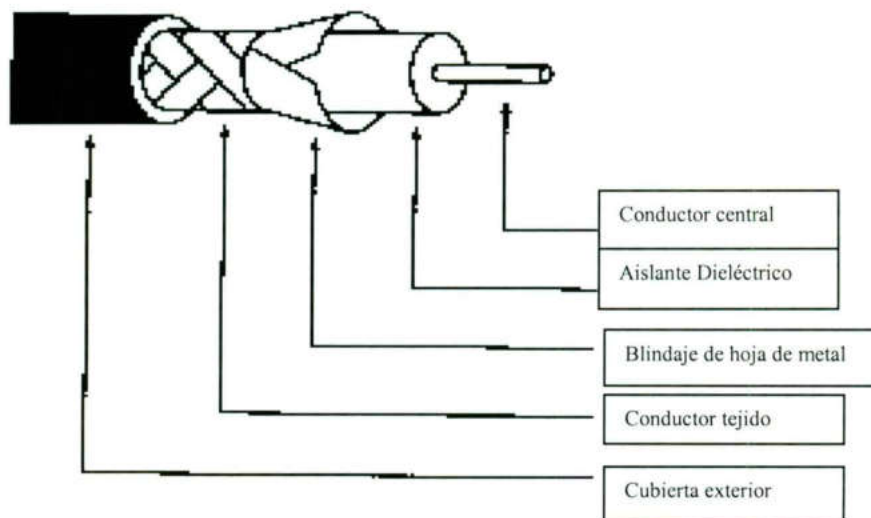 Conductor central
Aislante Dieléctrico
Blindaje de hoja de metal
Conductor tejido
Cubierta exterior